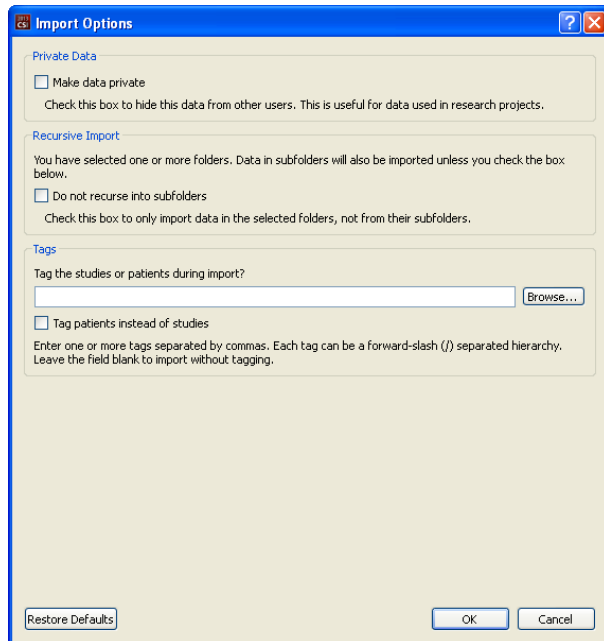 2013
CSi
Import Options
Private Data
Make data private
Check this box to hide this data from other users. This is useful for data used in research projects.
Recursive Import
You have selected one or more folders. Data in subfolders will also be imported unless you check the box
below.
Do not recurse into subfolders
Check this box to only import data in the selected folders, not from their subfolders.
Tags
Tag the studies or patients during import?
Browse...
Tag patients instead of studies
Enter one or more tags separated by commas. Each tag can be a forward-slash (/) separated hierarchy.
Leave the field blank to import without tagging.
Restore Defaults
OK
Cancel